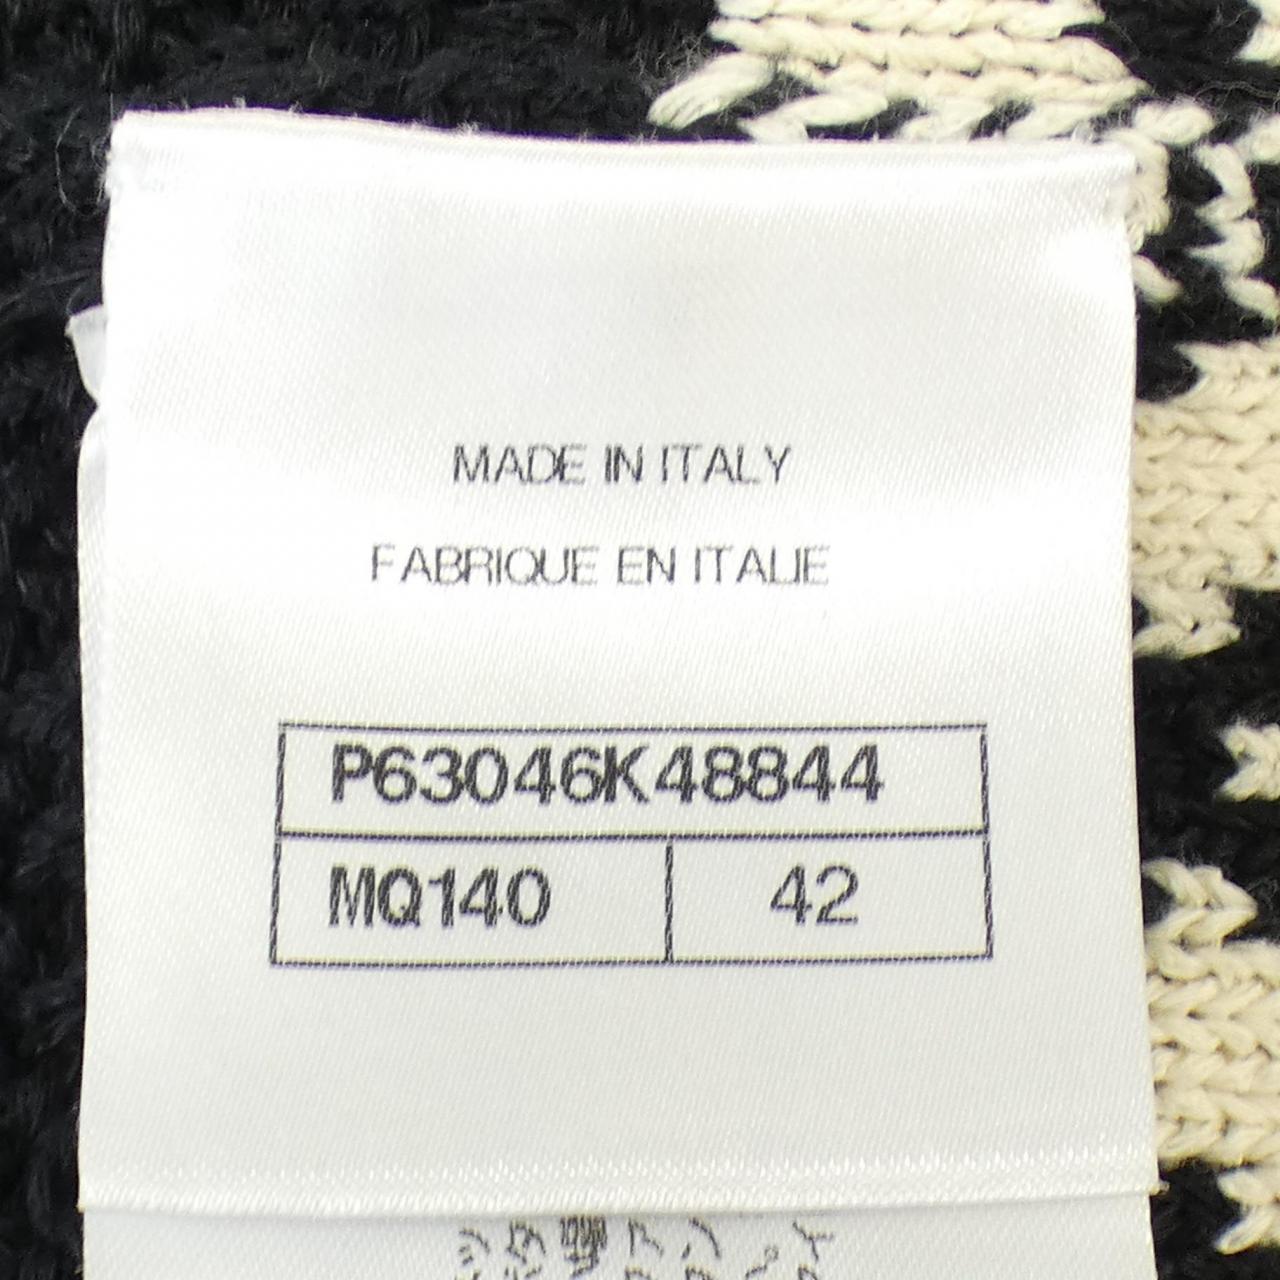 MADE IN ITALY
FABRIQUE EN ITALIE
P63046K48844
MQ140 42